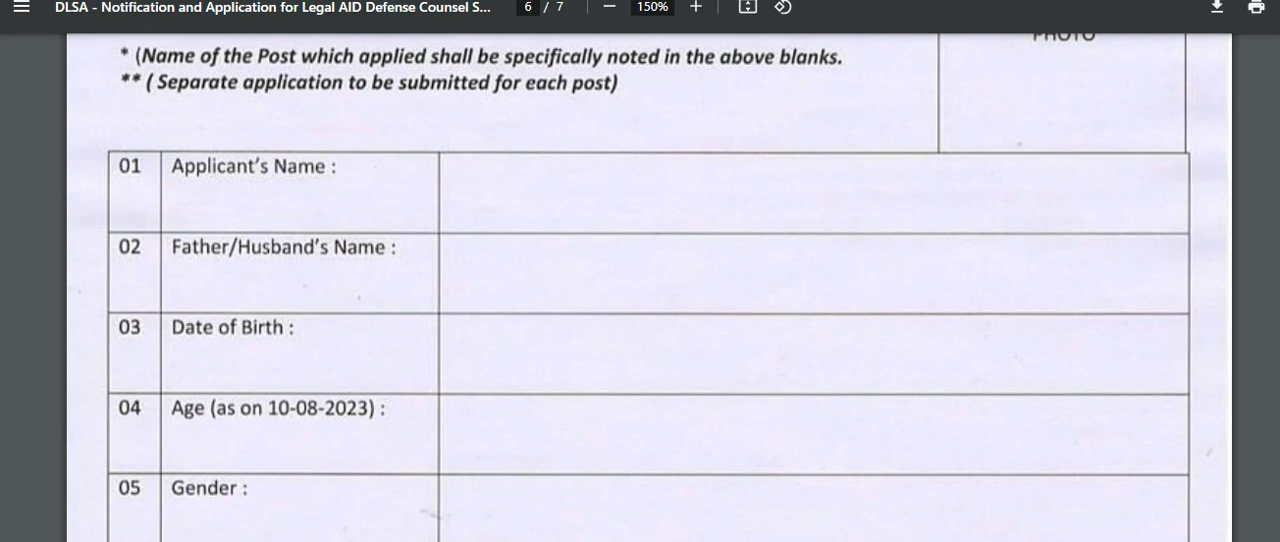 DLSA - Notification and Application for Legal AID Defense Counsel S... 6 / 7 150%
PHOTO
* (Name of the Post which applied shall be specifically noted in the above blanks.
** ( Separate application to be submitted for each post)
01 Applicant's Name :
02 Father/Husband's Name :
03 Date of Birth :
04 Age (as on 10-08-2023) :
05 Gender :